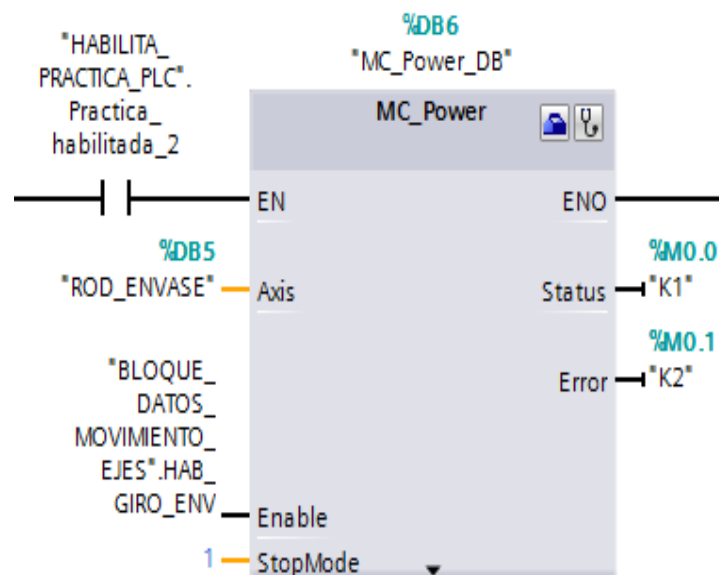 %DB6
"MC_Power_DB"
"HABILITA_
PRACTICA_PLC".
Practica_
habilitada_2
MC_Power
EN
ENO
%DB5
"ROD_ENVASE"
Axis
%M0.0
Status
"K1"
%M0.1
Error
"K2"
"BLOQUE_
DATOS_
MOVIMIENTO_
EJES".HAB_
GIRO_ENV
Enable
1
StopMode